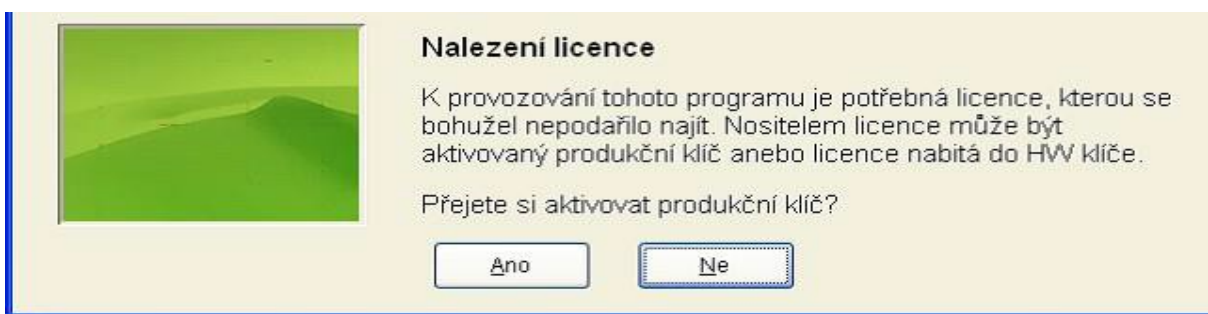 Nalezení licence
K provozování tohoto programu je potřebná licence, kterou se
bohužel nepodařilo najít. Nositelem licence může být
aktivovaný produkční klíč anebo licence nabitá do HW klíče.
Přejete si aktivovat produkční klíč?
Ano
Ne